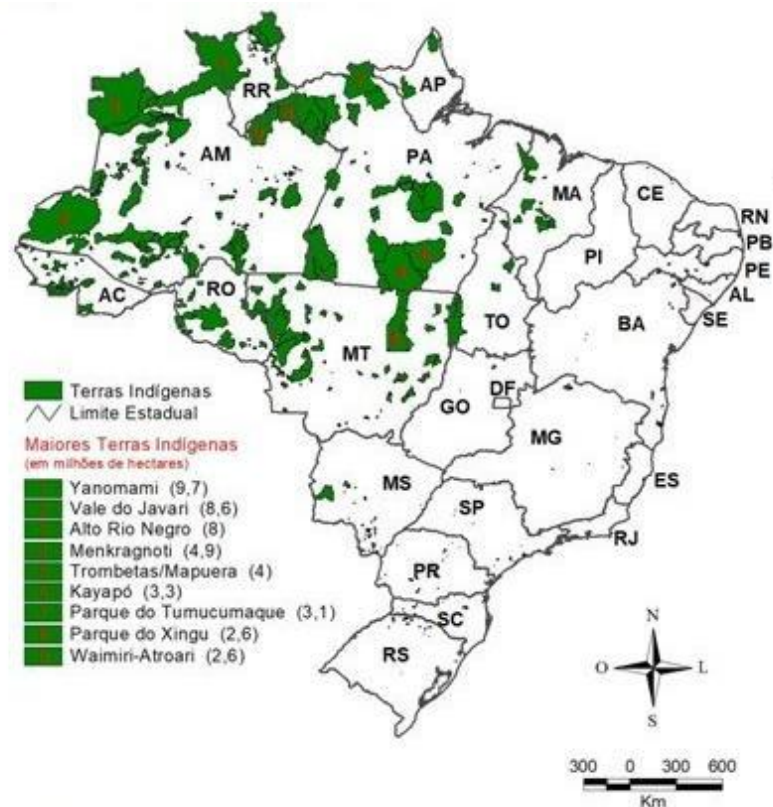 RR
AP
AM
PA
MA
CE
RN
PB
PI
PE
AL
SE
AC
RO
TO
BA
MT
DF
GO
MG
ES
MS
SP
RJ
PR
SC
RS
Terras Indígenas
Limite Estadual
Maiores Terras Indígenas
(em milhões de hectares)
Yanomami (9,7)
Vale do Javari (8,6)
Alto Rio Negro (8)
Menkragnoti (4,9)
Trombetas/Mapuera (4)
Kayapó (3,3)
Parque do Tumucumaque (3,1)
Parque do Xingu (2,6)
Waimiri-Atroari (2,6)
N
O L
S
300 0 300 600
Km